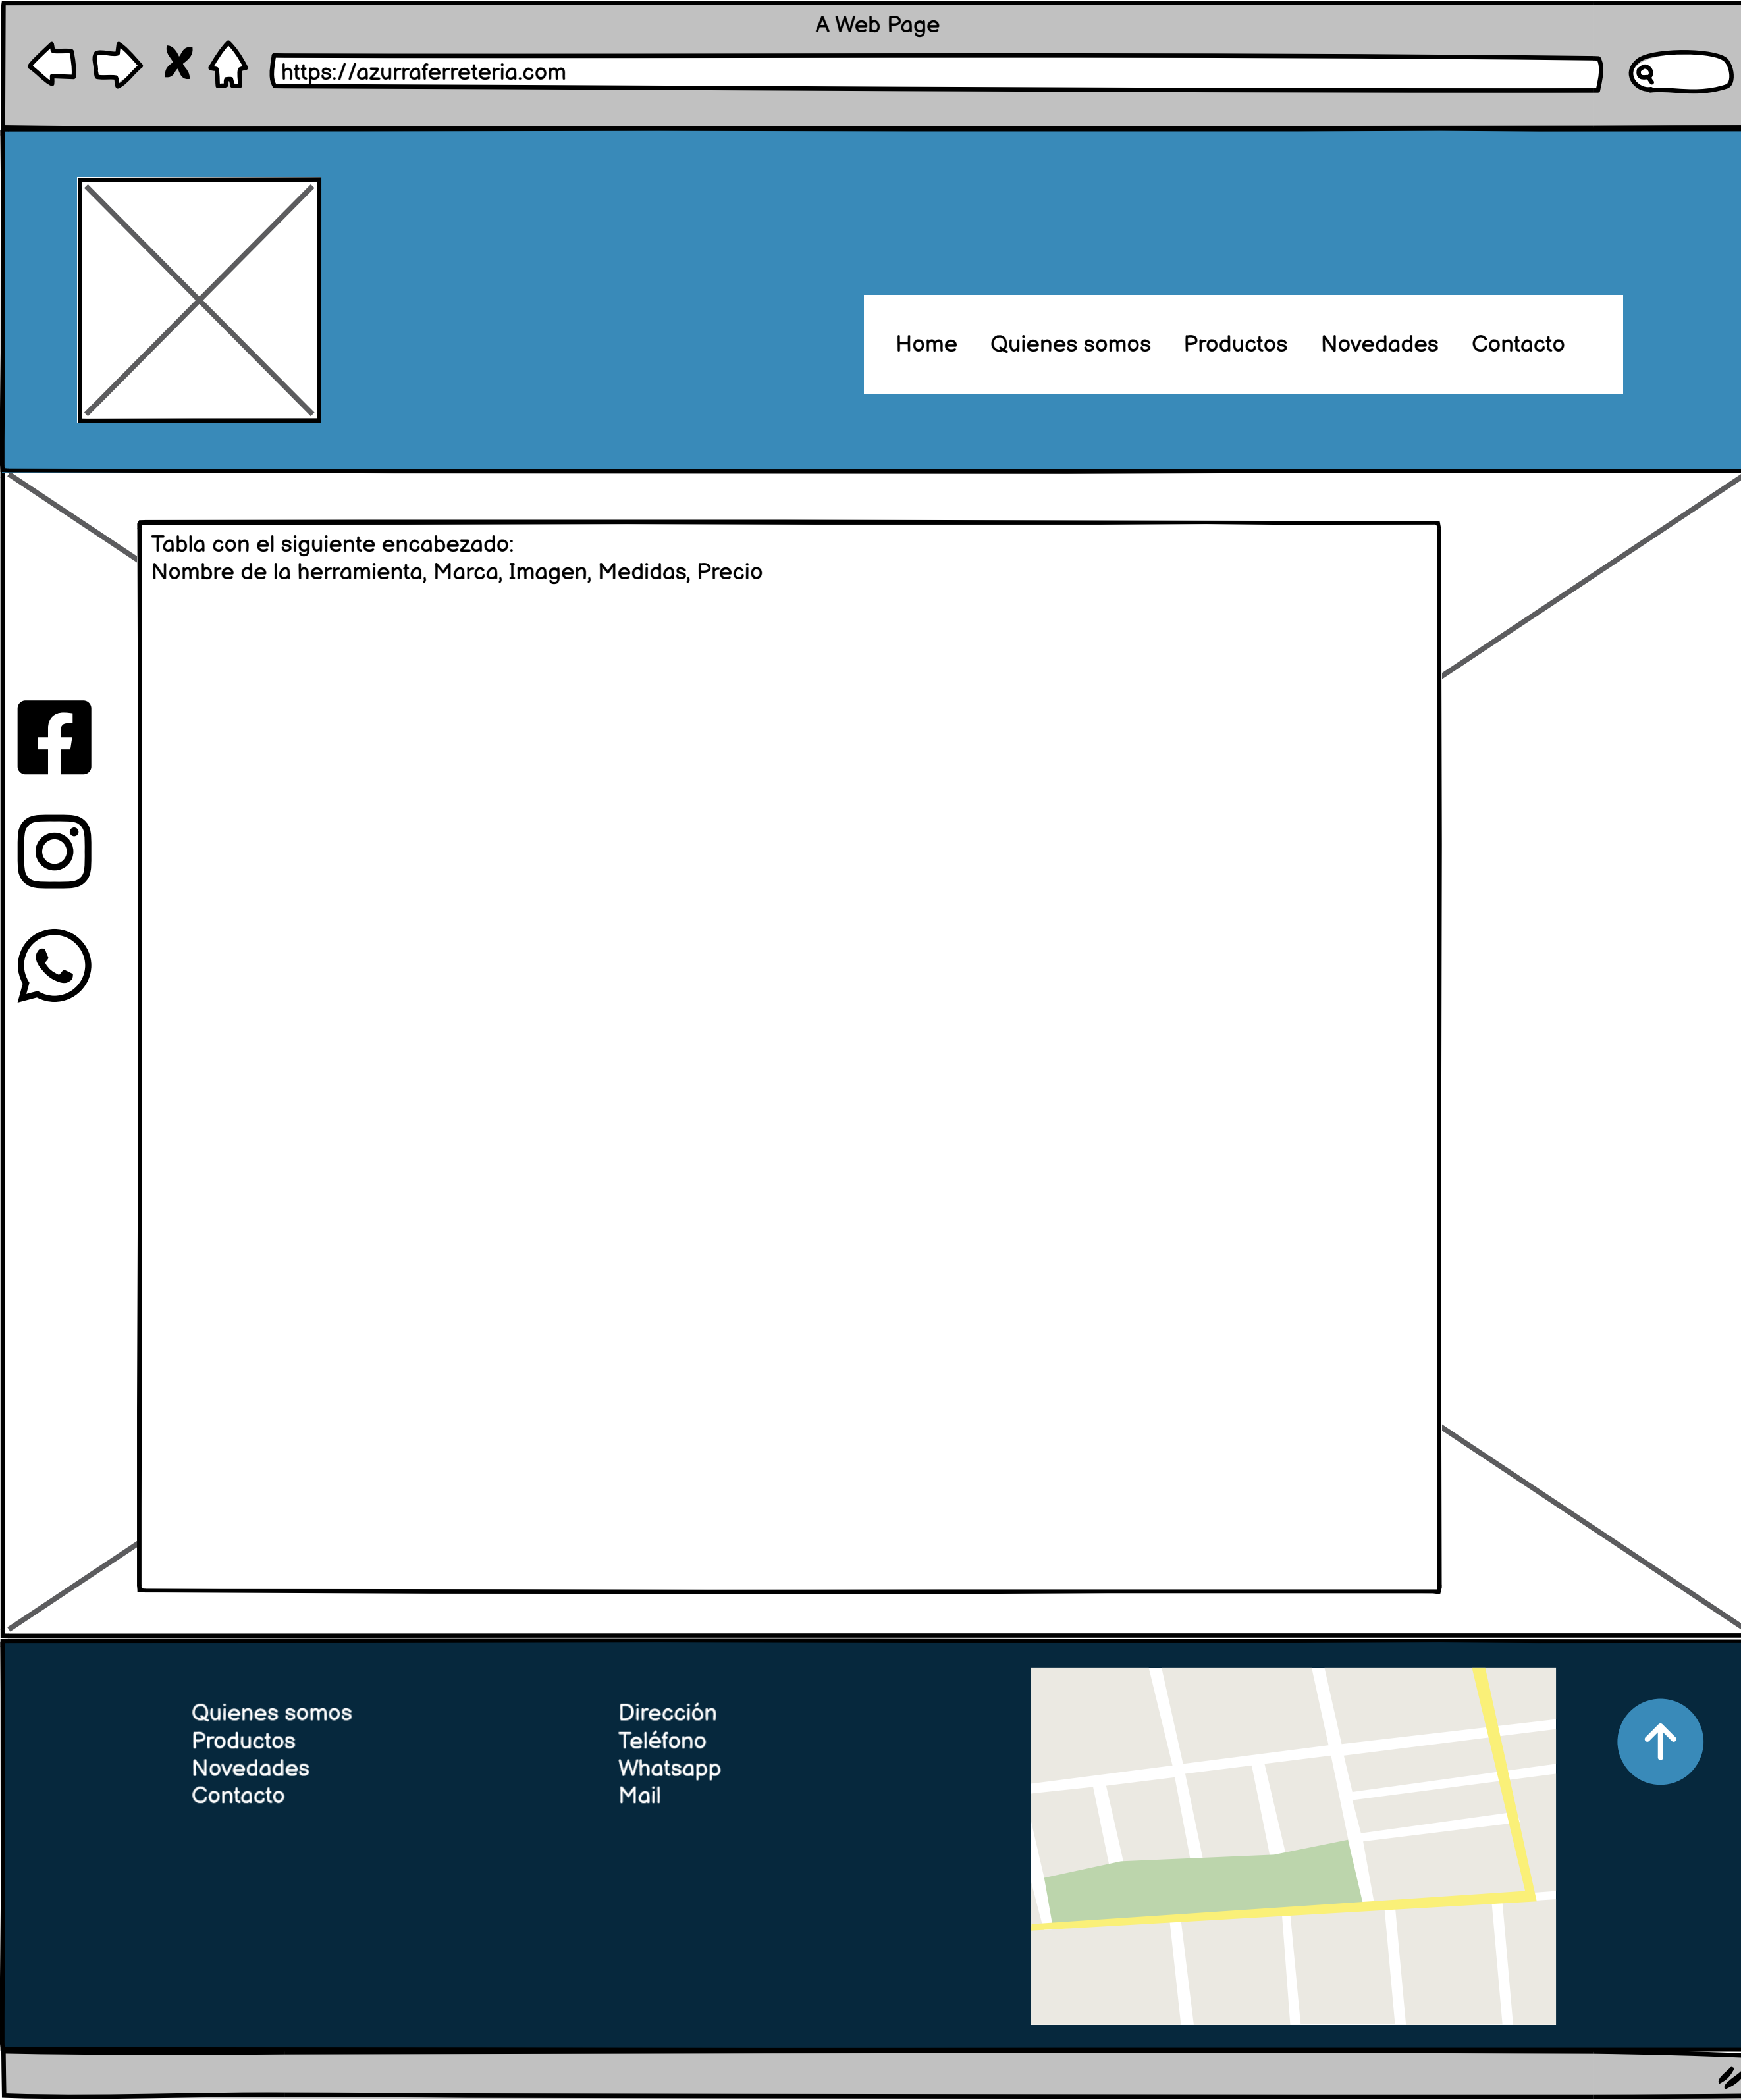 A Web Page
https://azurraferreteria.com
Home Quienes somos Productos Novedades Contacto
Tabla con el siguiente encabezado:
Nombre de la herramienta, Marca, Imagen, Medidas, Precio
Quienes somos
Productos
Novedades
Contacto
Dirección
Teléfono
Whatsapp
Mail